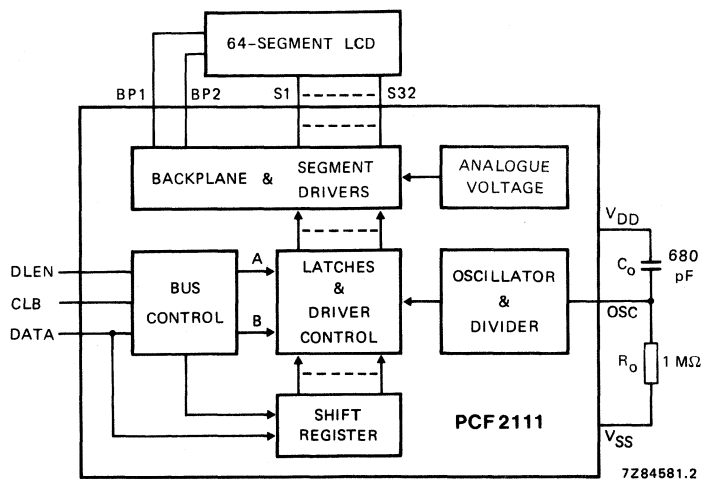 64-SEGMENT LCD
BP1 BP2 S1 S32
BACKPLANE & SEGMENT DRIVERS
ANALOGUE VOLTAGE
VDD
Co 680 pF
DLEN
CLB
DATA
BUS CONTROL
A
B
LATCHES & DRIVER CONTROL
OSCILLATOR & DIVIDER
OSC
Ro 1 MΩ
SHIFT REGISTER
PCF2111
VSS
7Z84581.2